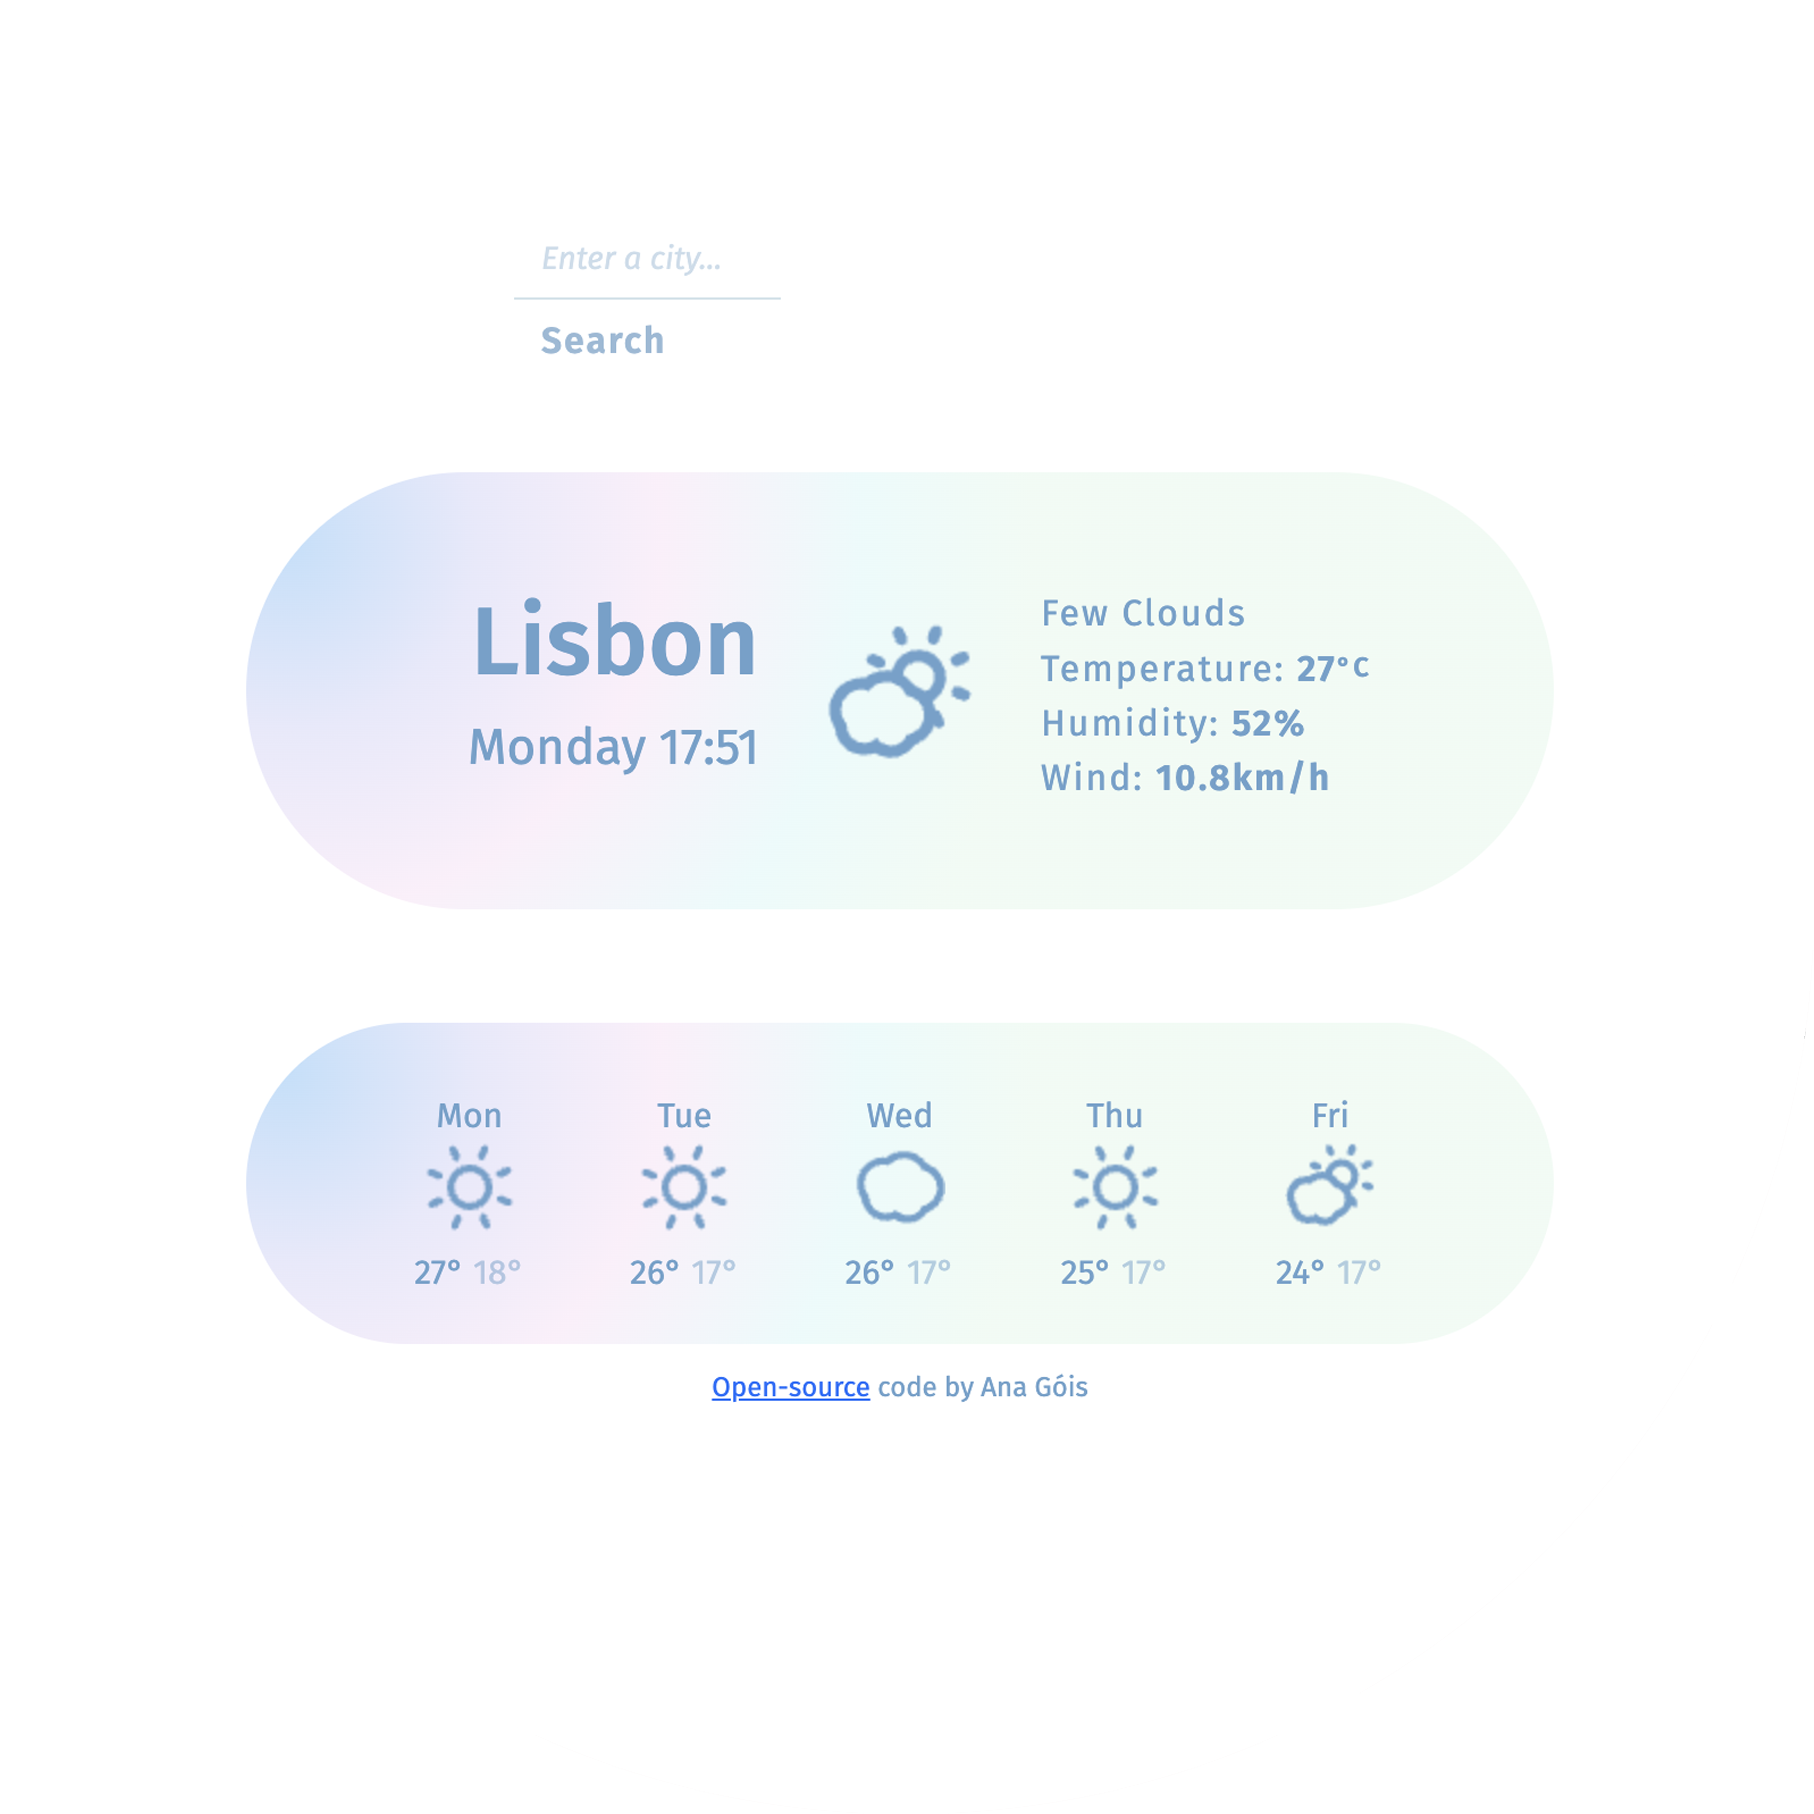 Enter a city...
Search
Lisbon
Monday 17:51
Few Clouds
Temperature: 27°C
Humidity: 52%
Wind: 10.8km/h
Mon Tue Wed Thu Fri
27° 18° 26° 17° 26° 17° 25° 17° 24° 17°
Open-source code by Ana Góis